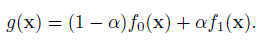 g(x) = (1 − α)f₀(x) + αf₁(x).